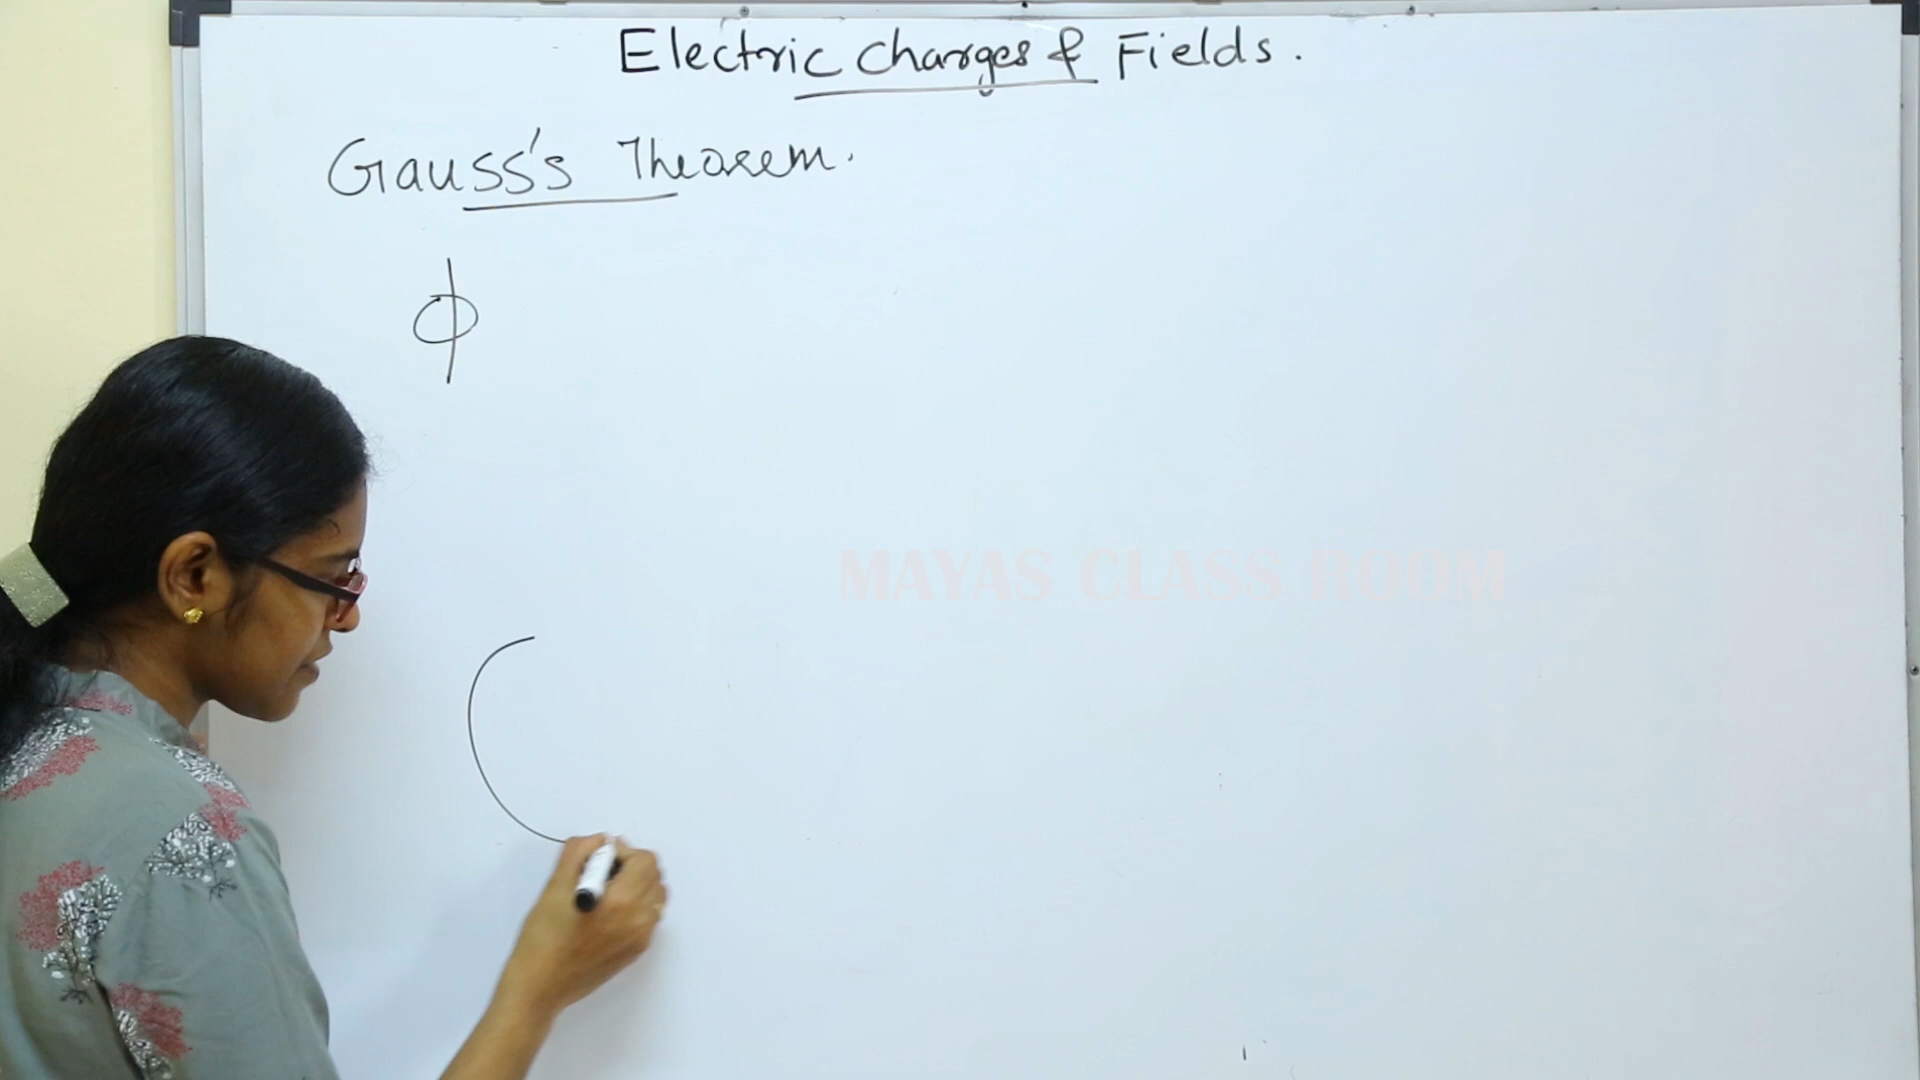 Electric Charges & Fields.
Gauss's Theorem.
ϕ
MAYAS CLASS ROOM